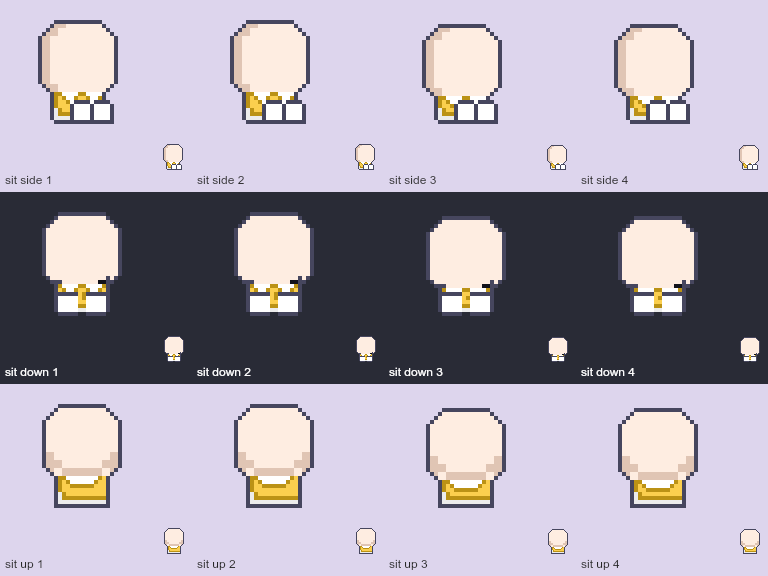 sit side 1
sit side 2
sit side 3
sit side 4
sit down 1
sit down 2
sit down 3
sit down 4
sit up 1
sit up 2
sit up 3
sit up 4